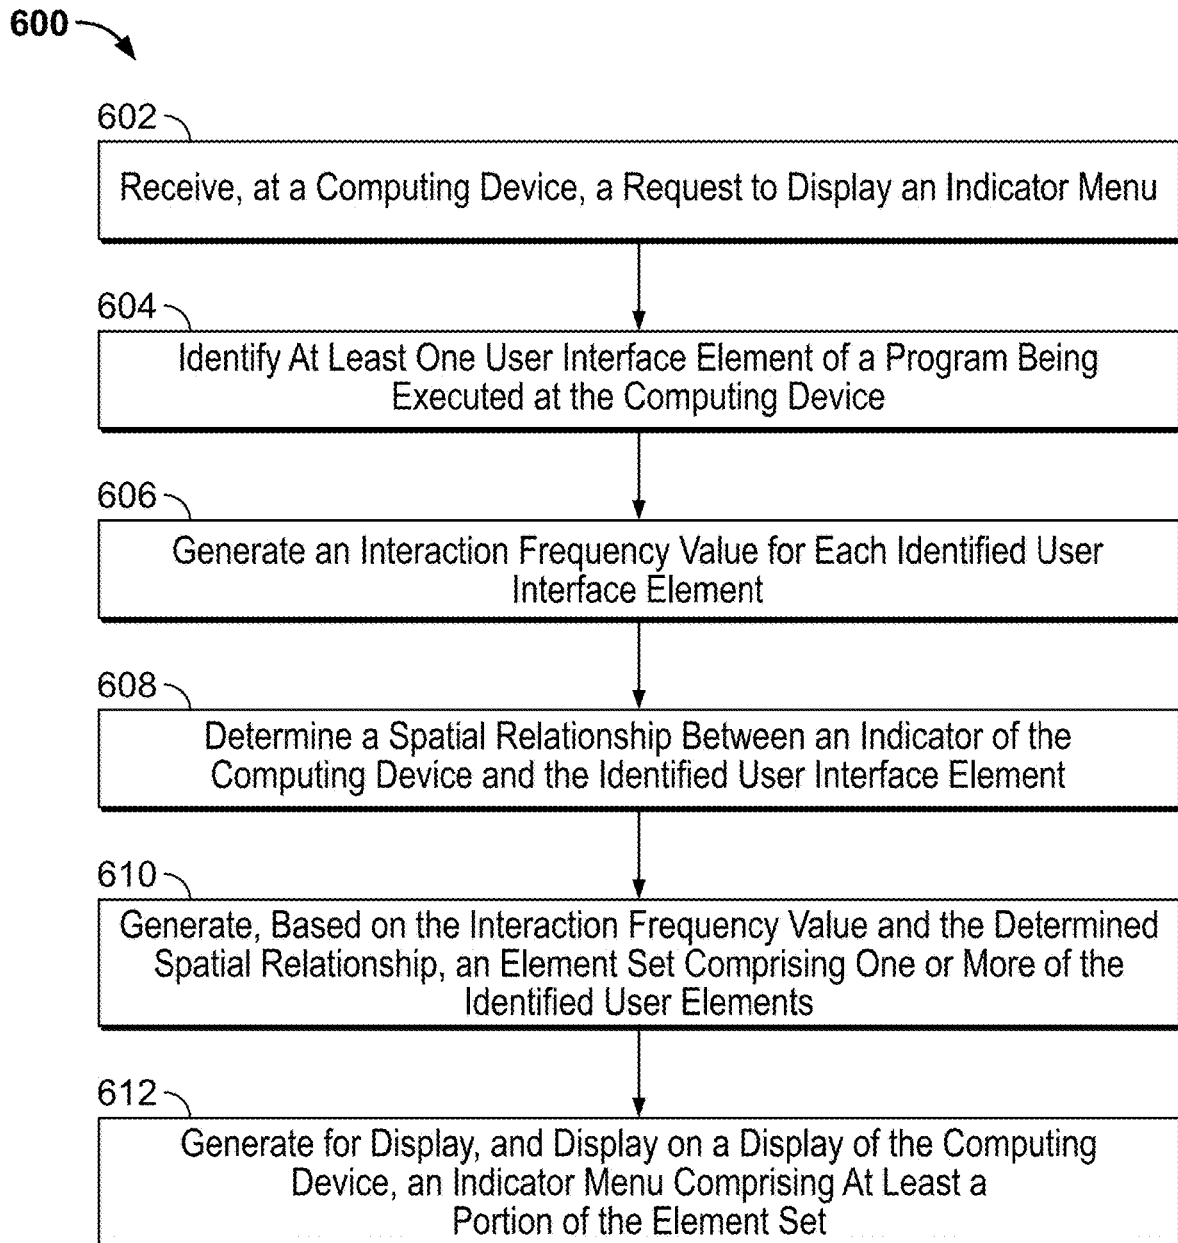 600
602
Receive, at a Computing Device, a Request to Display an Indicator Menu
604
Identify At Least One User Interface Element of a Program Being
Executed at the Computing Device
606
Generate an Interaction Frequency Value for Each Identified User
Interface Element
608
Determine a Spatial Relationship Between an Indicator of the
Computing Device and the Identified User Interface Element
610
Generate, Based on the Interaction Frequency Value and the Determined
Spatial Relationship, an Element Set Comprising One or More of the
Identified User Elements
612
Generate for Display, and Display on a Display of the Computing
Device, an Indicator Menu Comprising At Least a
Portion of the Element Set